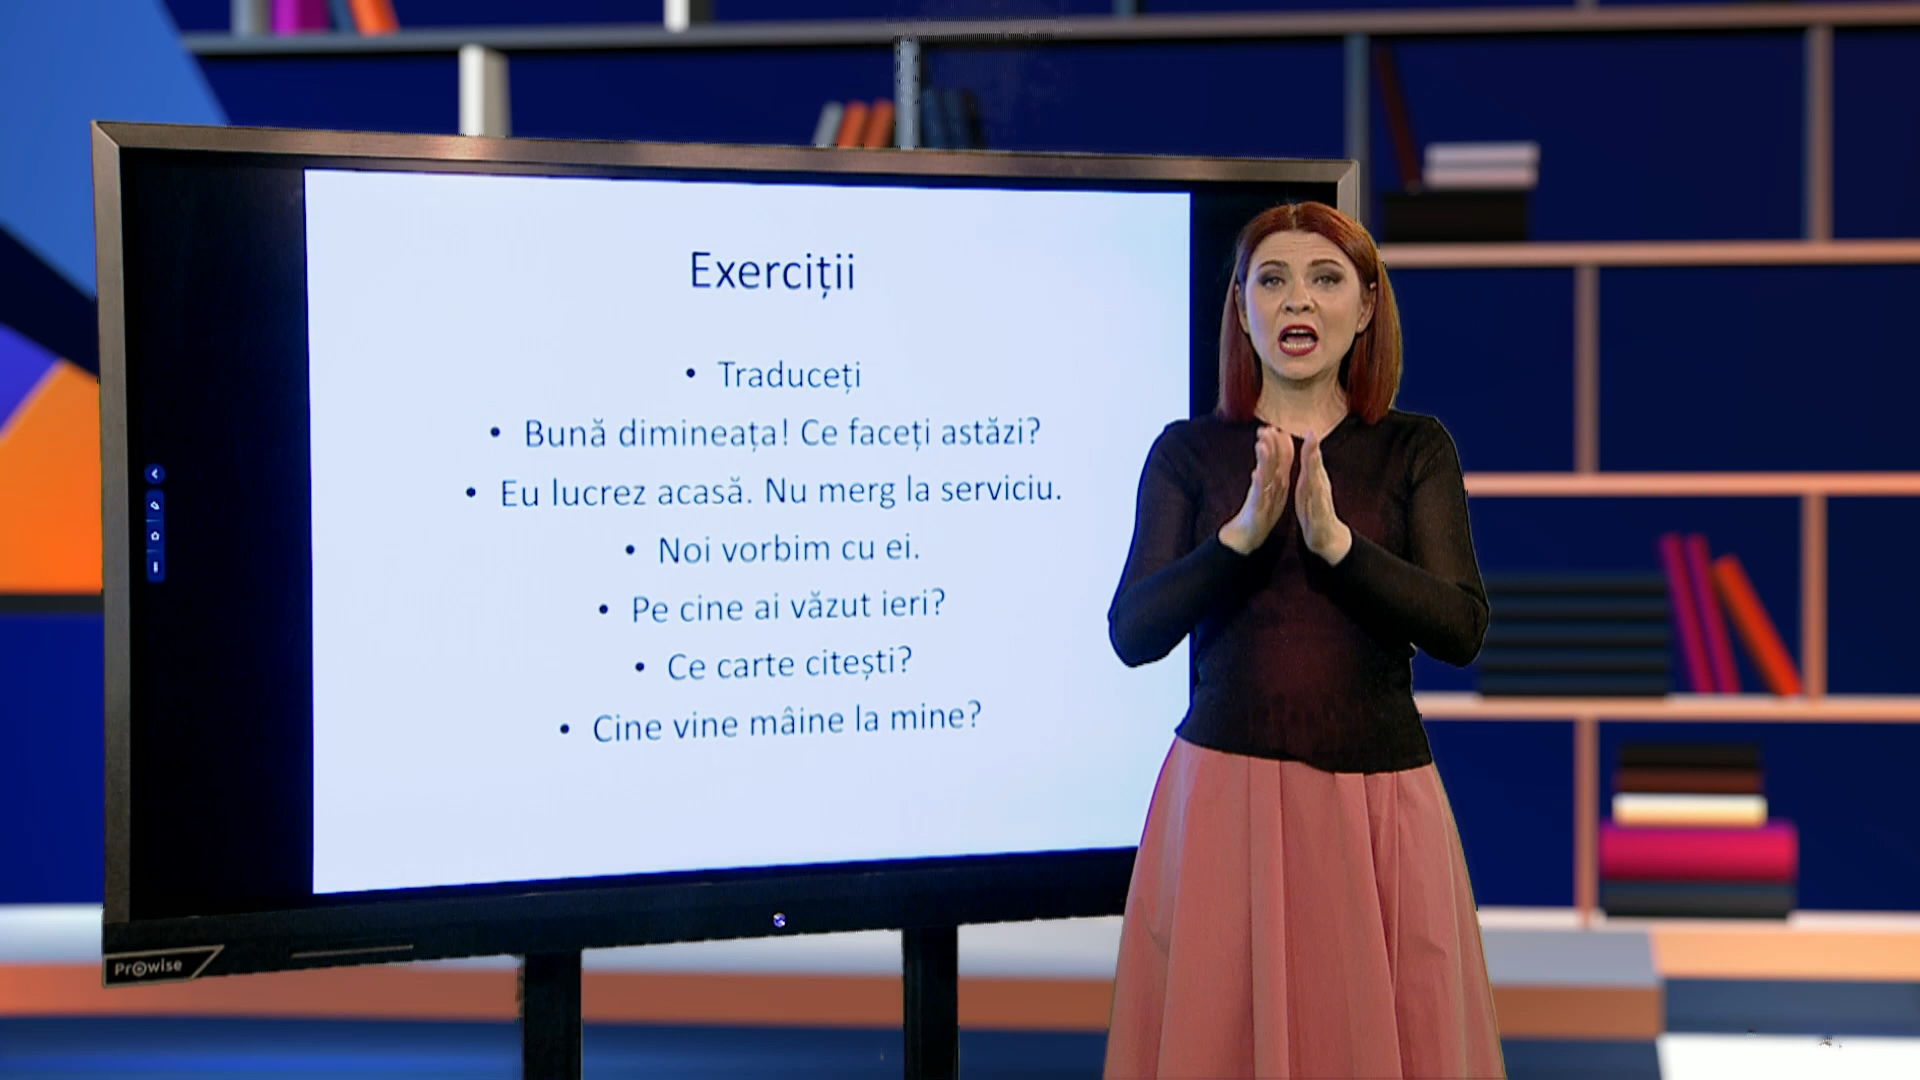 Exerciții
• Traduceți
• Bună dimineața! Ce faceți astăzi?
• Eu lucrez acasă. Nu merg la serviciu.
• Noi vorbim cu ei.
• Pe cine ai văzut ieri?
• Ce carte citești?
• Cine vine mâine la mine?
Prowise